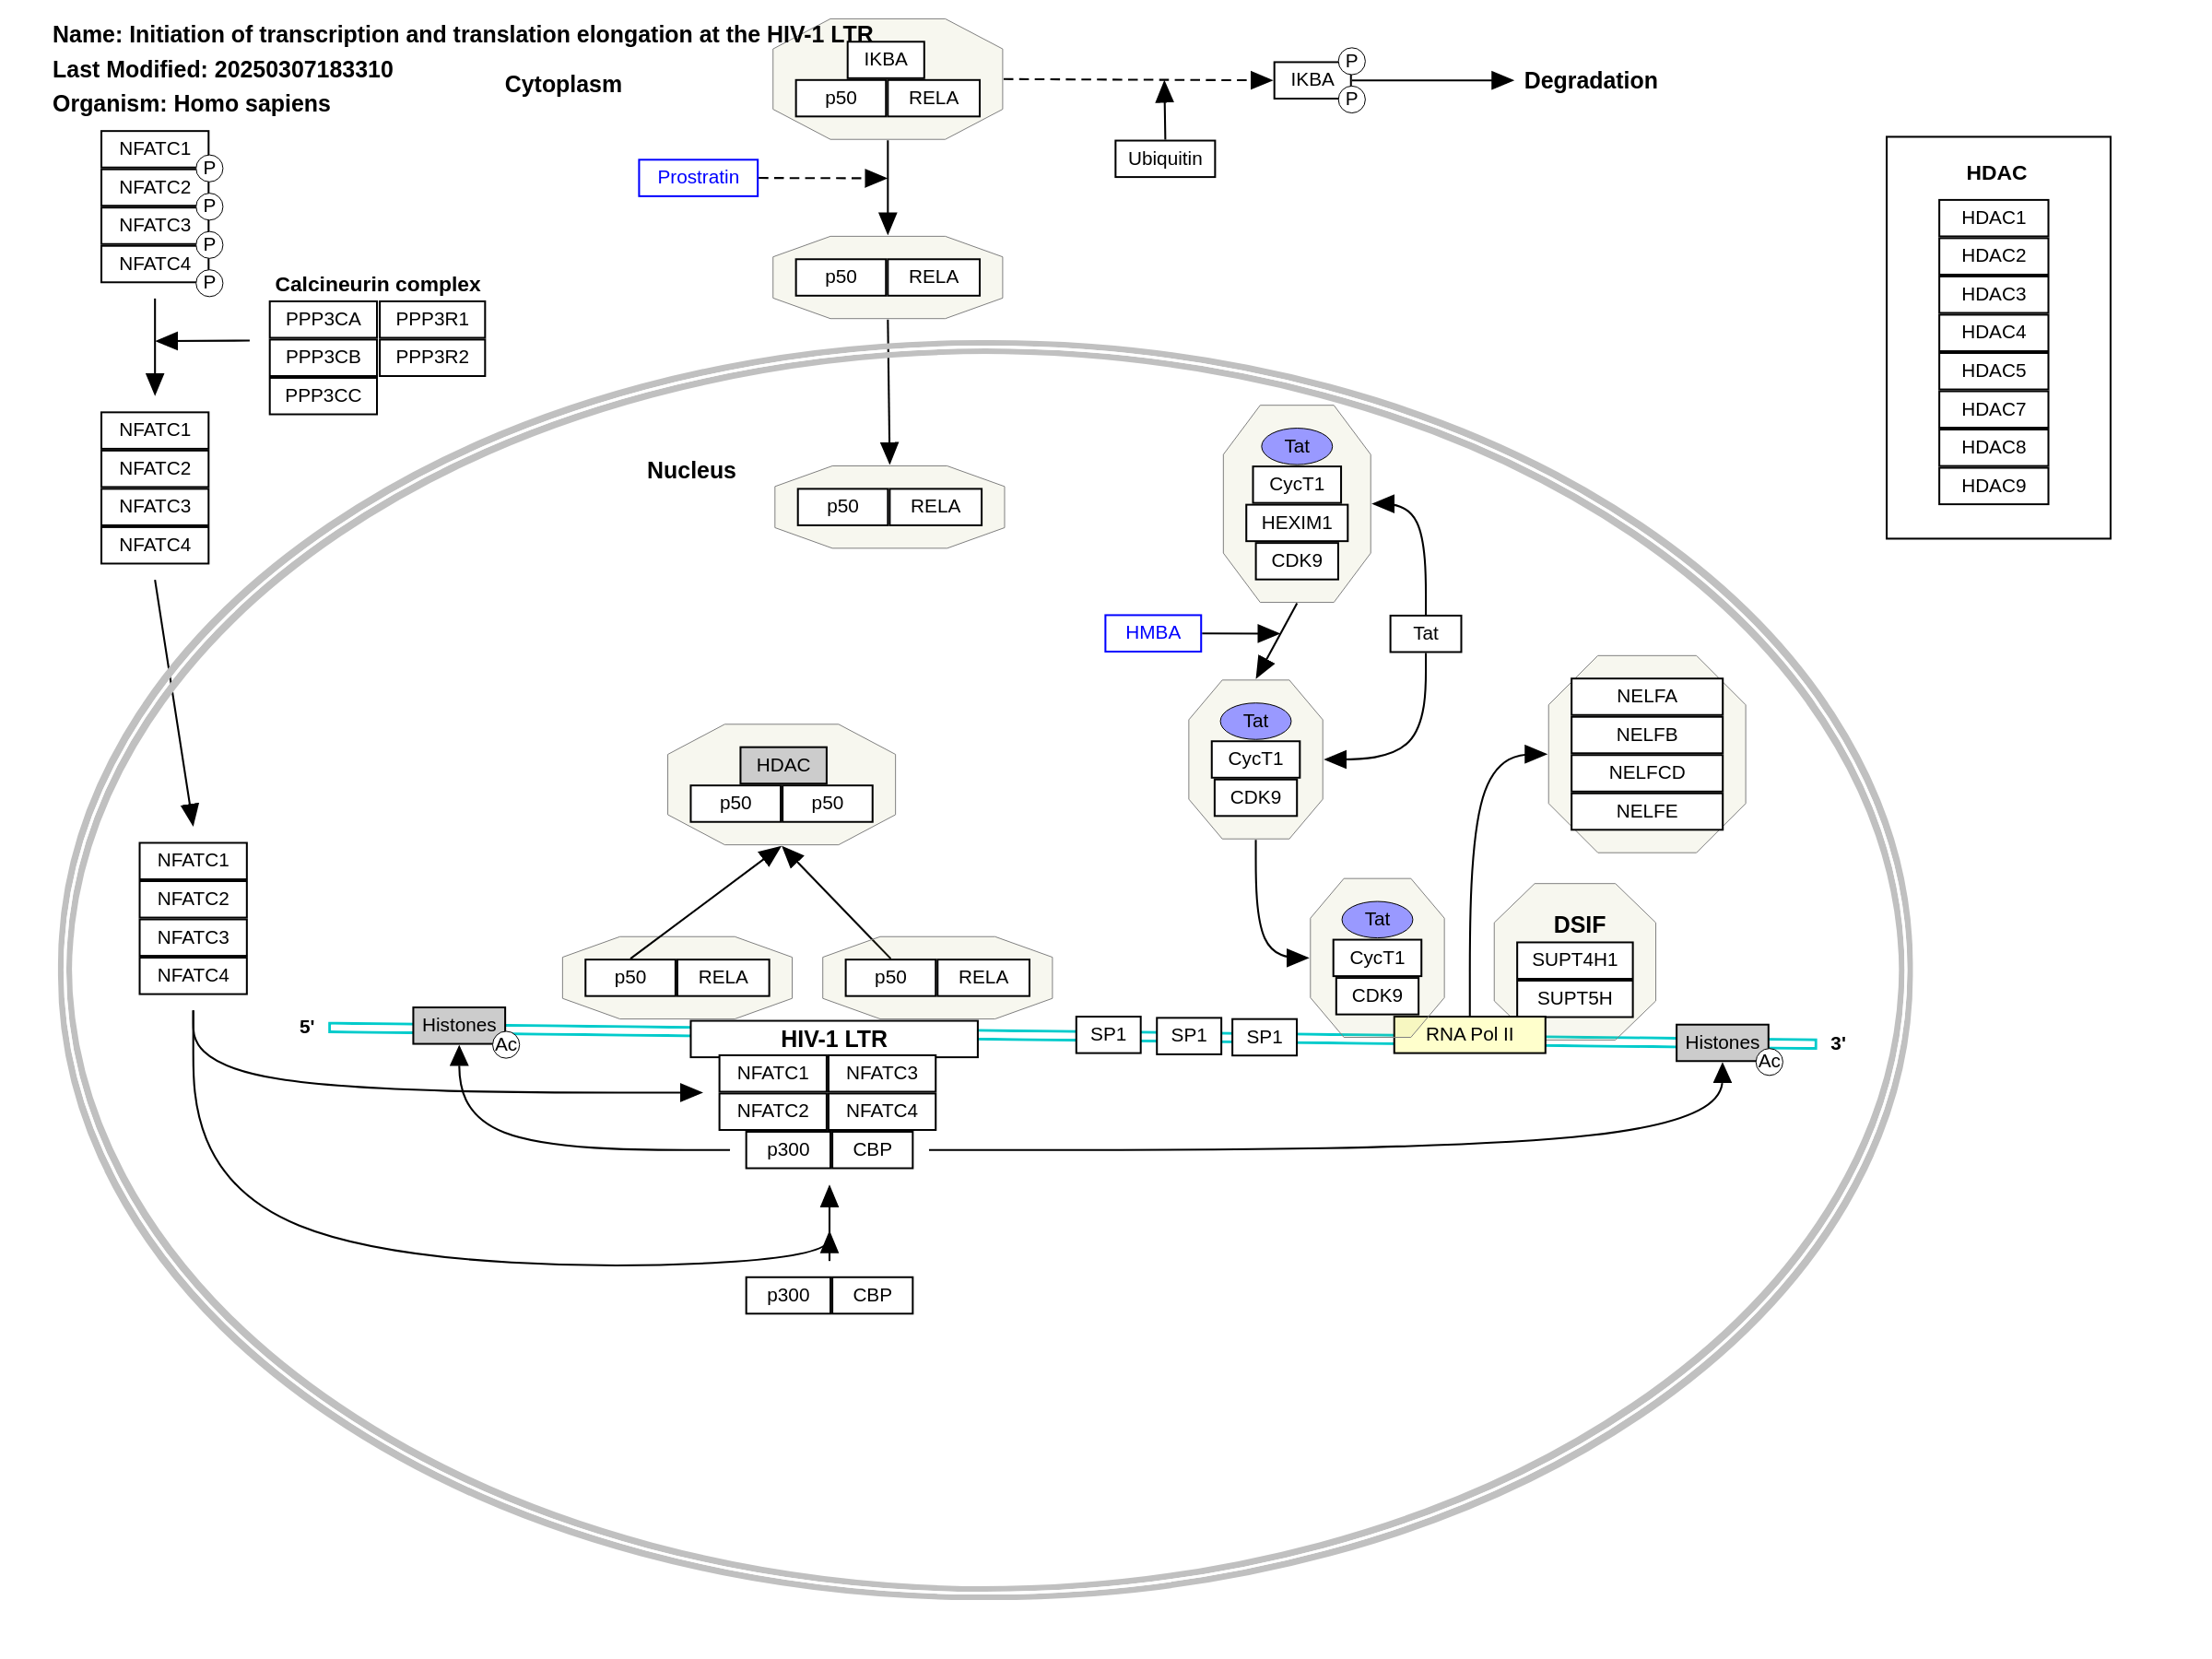 Name: Initiation of transcription and translation elongation at the HIV-1 LTR
Last Modified: 20250307183310
Organism: Homo sapiens
Cytoplasm
IKBA
p50 RELA
IKBA
P
P
Degradation
Ubiquitin
Prostratin
p50 RELA
NFATC1
P
NFATC2
P
NFATC3
P
NFATC4
P
Calcineurin complex
PPP3CA PPP3R1
PPP3CB PPP3R2
PPP3CC
NFATC1
NFATC2
NFATC3
NFATC4
HDAC
HDAC1
HDAC2
HDAC3
HDAC4
HDAC5
HDAC7
HDAC8
HDAC9
Nucleus
p50 RELA
Tat
CycT1
HEXIM1
CDK9
HMBA
Tat
Tat
CycT1
CDK9
NELFA
NELFB
NELFCD
NELFE
HDAC
p50 p50
NFATC1
NFATC2
NFATC3
NFATC4
p50 RELA
p50 RELA
Tat
CycT1
CDK9
DSIF
SUPT4H1
SUPT5H
5'
Histones
Ac
HIV-1 LTR
SP1
SP1
SP1
RNA Pol II
Histones
Ac
3'
NFATC1 NFATC3
NFATC2 NFATC4
p300 CBP
p300 CBP